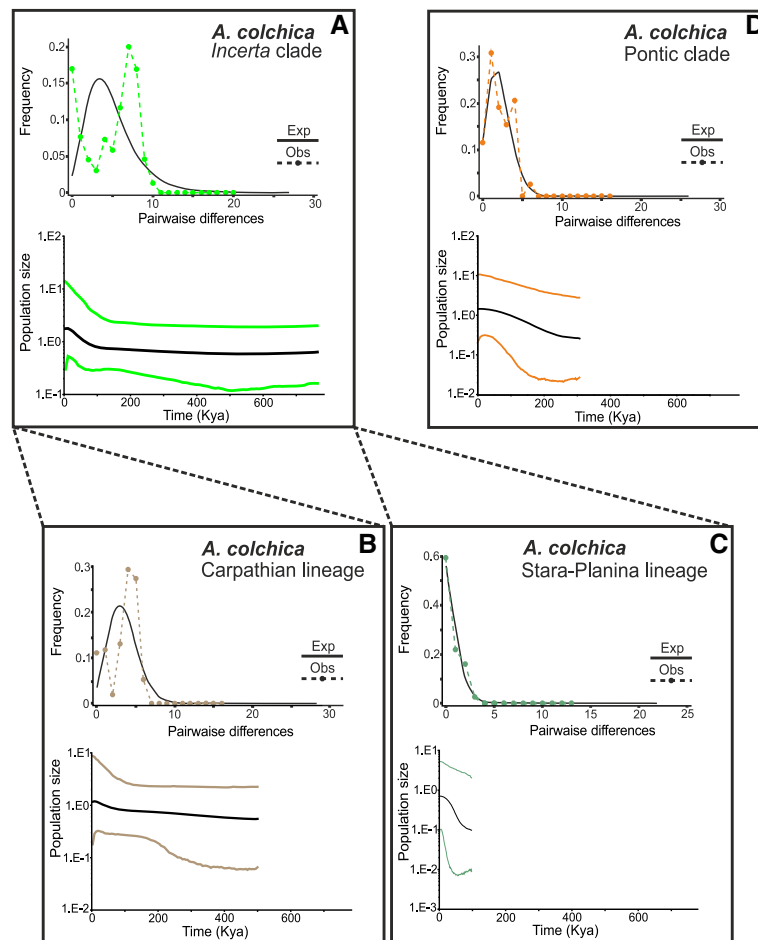 A
A. colchica
Incerta clade
0.2
0.15
0.1
0.05
0
Frequency
Exp
Obs
0 10 20 30
Pairwaise differences
1.E2
1.E1
1.E0
1.E-1
Population size
0 200 400 600
Time (Kya)
D
A. colchica
Pontic clade
0.3
0.2
0.1
0
Frequency
Exp
Obs
0 10 20 30
Pairwaise differences
1.E2
1.E1
1.E0
1.E-1
1.E-2
Population size
0 200 400 600
Time (Kya)
B
A. colchica
Carpathian lineage
0.3
0.2
0.1
0
Frequency
Exp
Obs
0 10 20 30
Pairwaise differences
1.E1
1.E0
1.E-1
1.E-2
Population size
0 200 400 600
Time (Kya)
C
A. colchica
Stara-Planina lineage
0.6
0.4
0.2
0
Frequency
Exp
Obs
0 5 10 15 20 25
Pairwaise differences
1.E1
1.E0
1.E-1
1.E-2
1.E-3
Population size
0 200 400 600
Time (Kya)